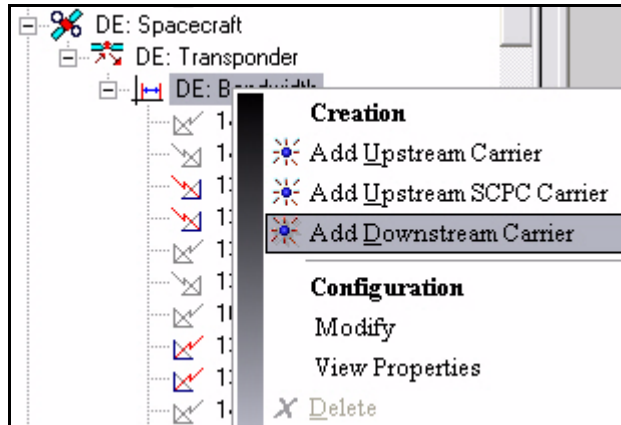 DE: Spacecraft
DE: Transponder
DE: Bandwidth
Creation
Add Upstream Carrier
Add Upstream SCPC Carrier
Add Downstream Carrier
Configuration
Modify
View Properties
Delete